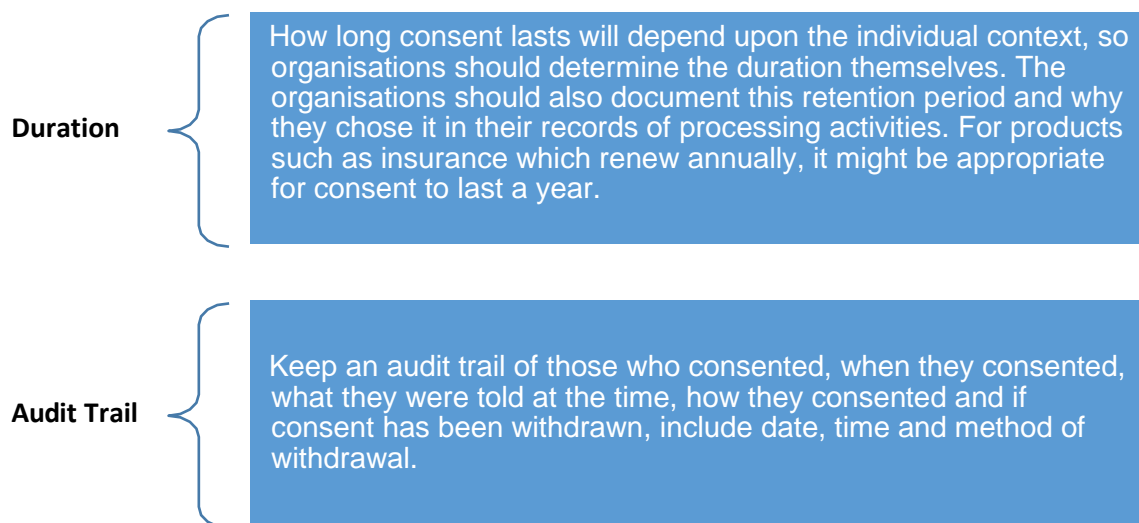 Duration
How long consent lasts will depend upon the individual context, so
organisations should determine the duration themselves. The
organisations should also document this retention period and why
they chose it in their records of processing activities. For products
such as insurance which renew annually, it might be appropriate
for consent to last a year.
Audit Trail
Keep an audit trail of those who consented, when they consented,
what they were told at the time, how they consented and if
consent has been withdrawn, include date, time and method of
withdrawal.